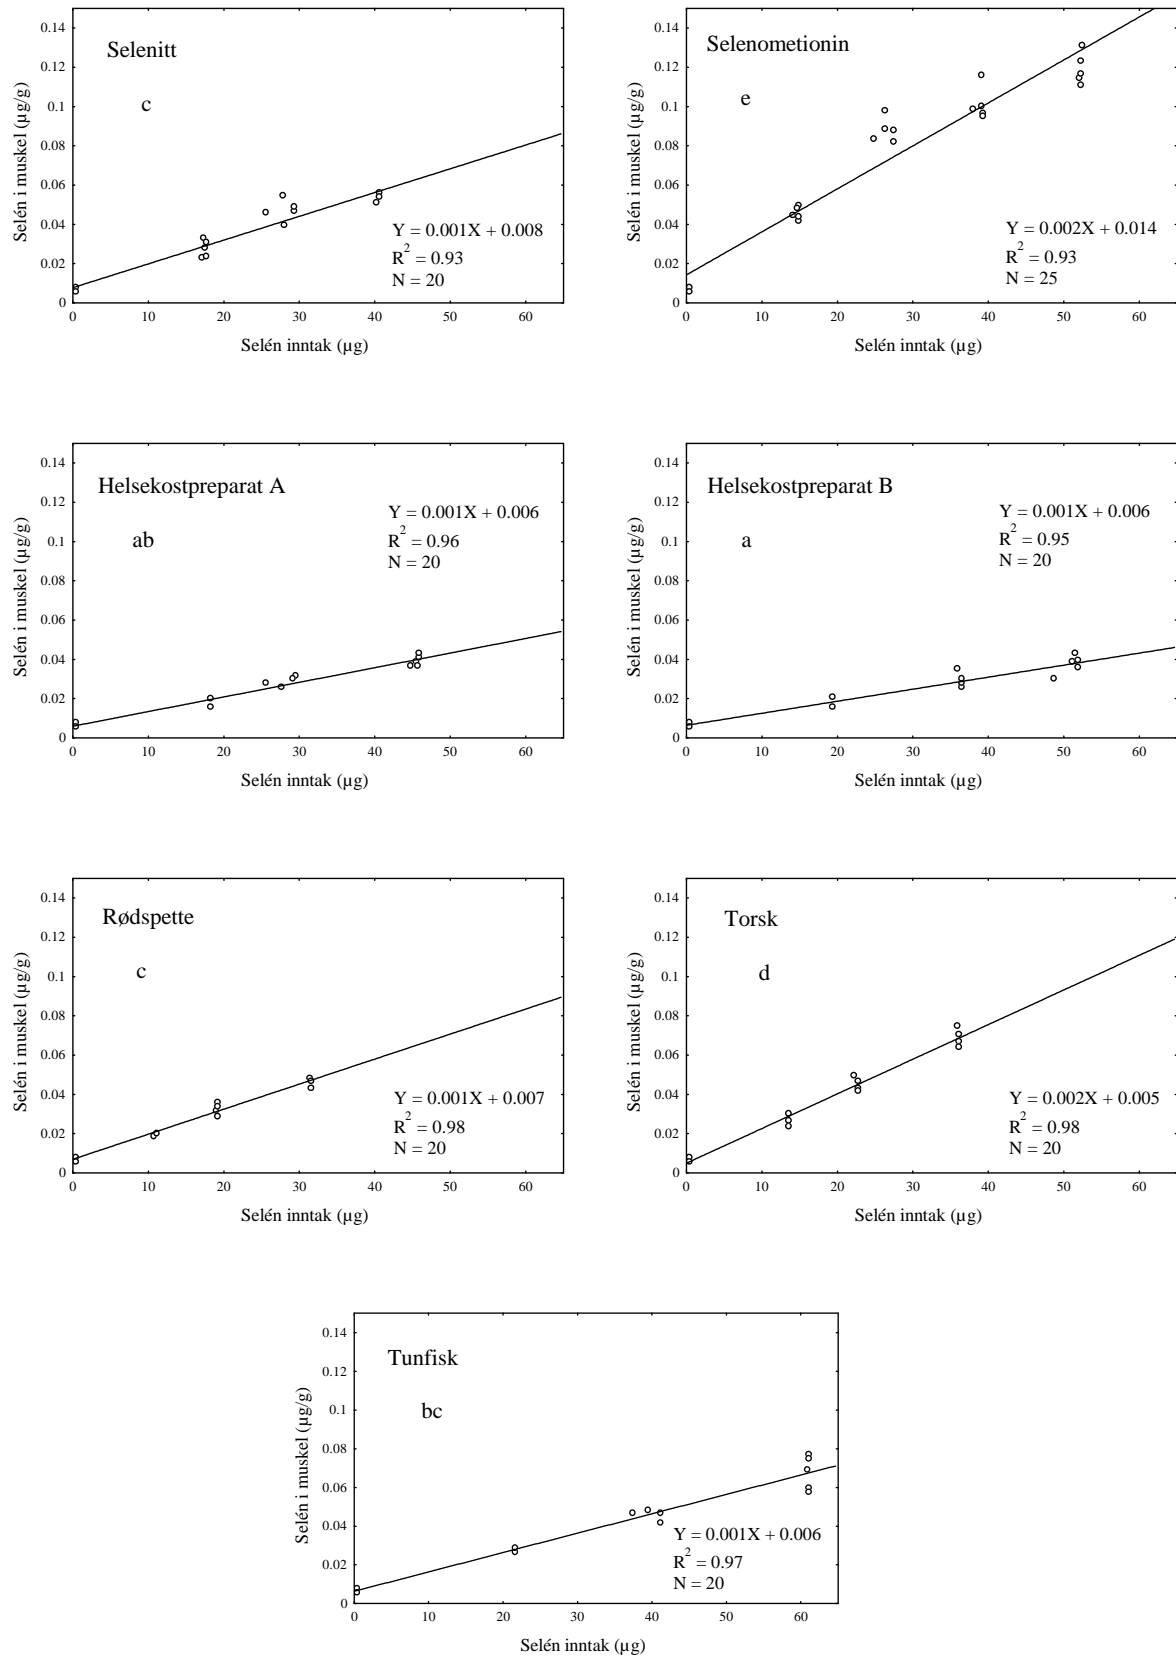 Selenitt
c
Selén i muskel (µg/g)
0.14
0.12
0.1
0.08
0.06
0.04
0.02
0
Y = 0.001X + 0.008
R2 = 0.93
N = 20
0 10 20 30 40 50 60
Selén inntak (µg)
Selenometionin
e
Selén i muskel (µg/g)
0.14
0.12
0.1
0.08
0.06
0.04
0.02
0
Y = 0.002X + 0.014
R2 = 0.93
N = 25
0 10 20 30 40 50 60
Selén inntak (µg)
Helsekostpreparat A
ab
Selén i muskel (µg/g)
0.14
0.12
0.1
0.08
0.06
0.04
0.02
0
Y = 0.001X + 0.006
R2 = 0.96
N = 20
0 10 20 30 40 50 60
Selén inntak (µg)
Helsekostpreparat B
a
Selén i muskel (µg/g)
0.14
0.12
0.1
0.08
0.06
0.04
0.02
0
Y = 0.001X + 0.006
R2 = 0.95
N = 20
0 10 20 30 40 50 60
Selén inntak (µg)
Rødspette
c
Selén i muskel (µg/g)
0.14
0.12
0.1
0.08
0.06
0.04
0.02
0
Y = 0.001X + 0.007
R2 = 0.98
N = 20
0 10 20 30 40 50 60
Selén inntak (µg)
Torsk
d
Selén i muskel (µg/g)
0.14
0.12
0.1
0.08
0.06
0.04
0.02
0
Y = 0.002X + 0.005
R2 = 0.98
N = 20
0 10 20 30 40 50 60
Selén inntak (µg)
Tunfisk
bc
Selén i muskel (µg/g)
0.14
0.12
0.1
0.08
0.06
0.04
0.02
0
Y = 0.001X + 0.006
R2 = 0.97
N = 20
0 10 20 30 40 50 60
Selén inntak (µg)